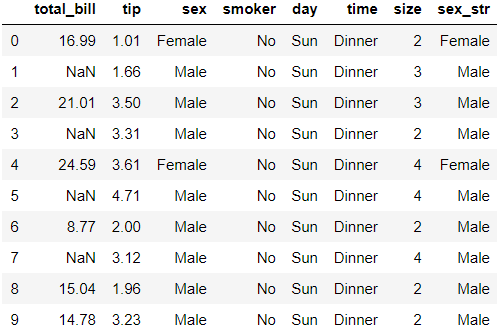 total_bill tip sex smoker day time size sex_str
0 16.99 1.01 Female No Sun Dinner 2 Female
1 NaN 1.66 Male No Sun Dinner 3 Male
2 21.01 3.50 Male No Sun Dinner 3 Male
3 NaN 3.31 Male No Sun Dinner 2 Male
4 24.59 3.61 Female No Sun Dinner 4 Female
5 NaN 4.71 Male No Sun Dinner 4 Male
6 8.77 2.00 Male No Sun Dinner 2 Male
7 NaN 3.12 Male No Sun Dinner 4 Male
8 15.04 1.96 Male No Sun Dinner 2 Male
9 14.78 3.23 Male No Sun Dinner 2 Male